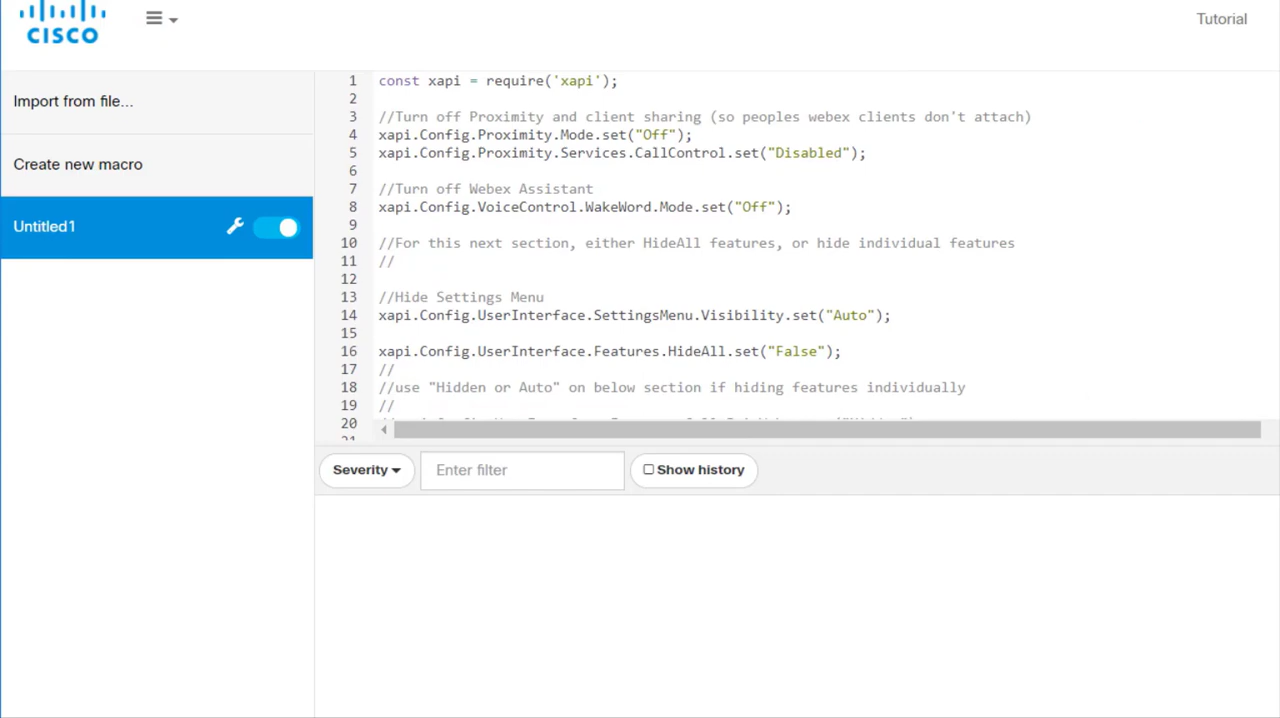 CISCO
Tutorial
Import from file...
Create new macro
Untitled1
1 const xapi = require('xapi');
2
3 //Turn off Proximity and client sharing (so peoples webex clients don't attach)
4 xapi.Config.Proximity.Mode.set("Off");
5 xapi.Config.Proximity.Services.CallControl.set("Disabled");
6
7 //Turn off Webex Assistant
8 xapi.Config.VoiceControl.WakeWord.Mode.set("Off");
9
10 //For this next section, either HideAll features, or hide individual features
11 //
12
13 //Hide Settings Menu
14 xapi.Config.UserInterface.SettingsMenu.Visibility.set("Auto");
15
16 xapi.Config.UserInterface.Features.HideAll.set("False");
17 //
18 //use "Hidden or Auto" on below section if hiding features individually
19 //
20
21
Severity
Enter filter
Show history